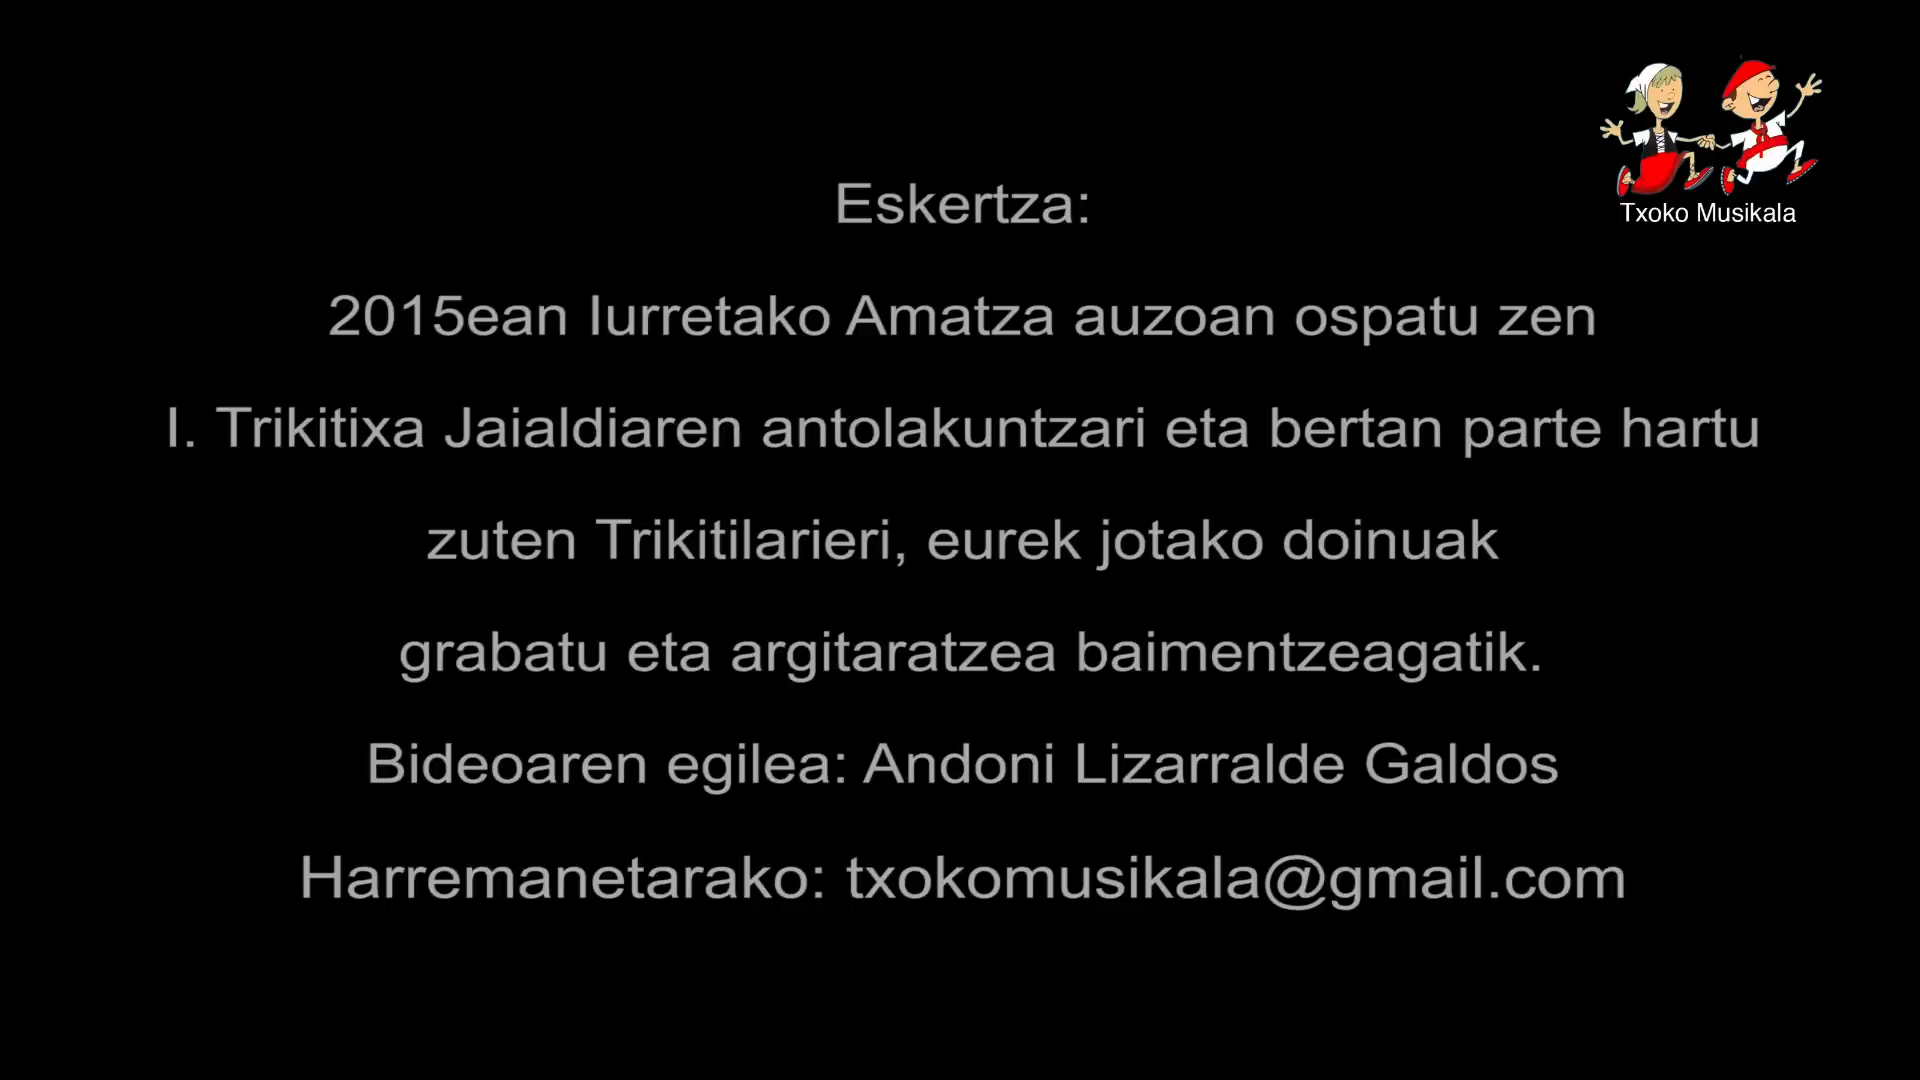 Txoko Musikala
Eskertza:
2015ean Iurretako Amatza auzoan ospatu zen
I. Trikitixa Jaialdiaren antolakuntzari eta bertan parte hartu
zuten Trikitilarieri, eurek jotako doinuak
grabatu eta argitaratzea baimentzeagatik.
Bideoaren egilea: Andoni Lizarralde Galdos
Harremanetarako: txokomusikala@gmail.com